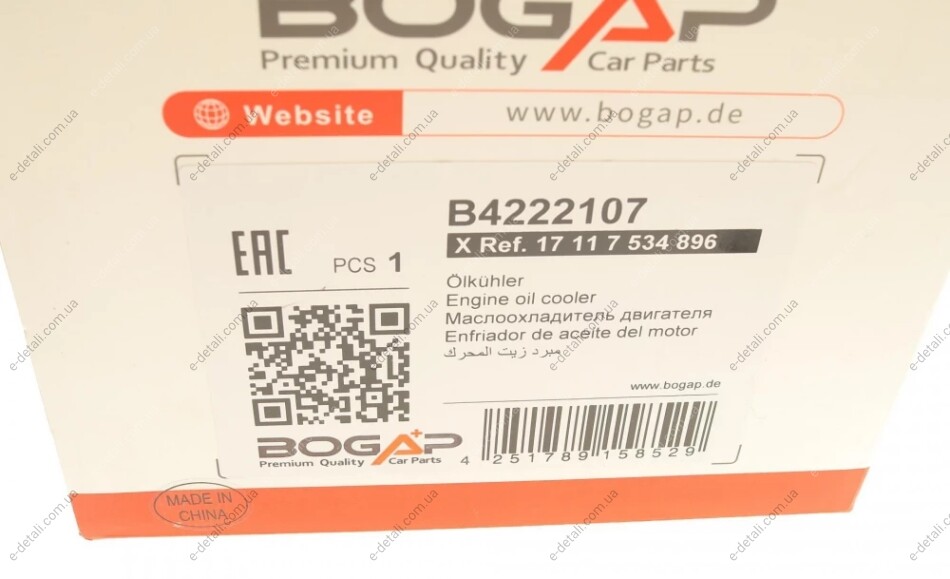 BOGAP
Premium Quality Car Parts
Website www.bogap.de
B4222107
X Ref. 17 11 7 534 896
EAC PCS 1
Ölkühler
Engine oil cooler
Маслоохладитель двигателя
Enfriador de aceite del motor
مبرد زيت المحرك
www.bogap.de
BOGAP
Premium Quality Car Parts
4 251789 158529
MADE IN
CHINA
e-detali.com.ua